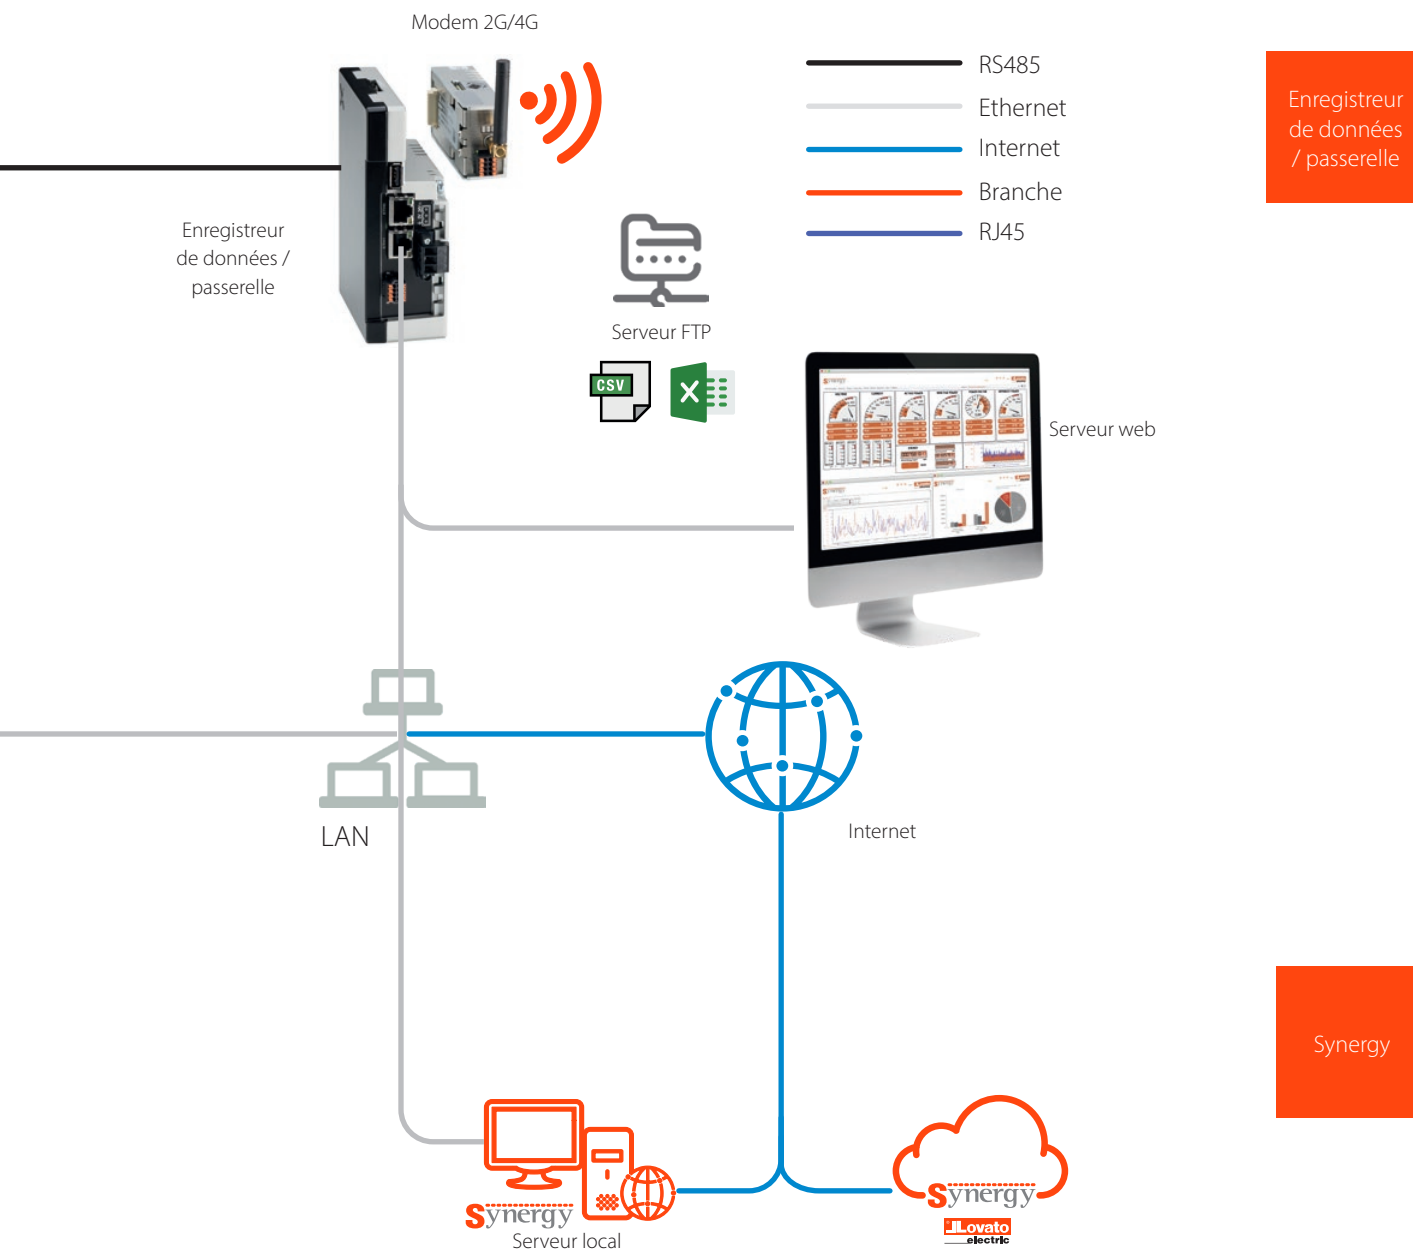 Modem 2G/4G
RS485
Ethernet
Internet
Branche
RJ45
Enregistreur
de données
/ passerelle
Enregistreur
de données /
passerelle
Serveur FTP
CSV
X
Serveur web
LAN
Internet
Synergy
Synergy
Serveur local
Synergy
Lovato
electric